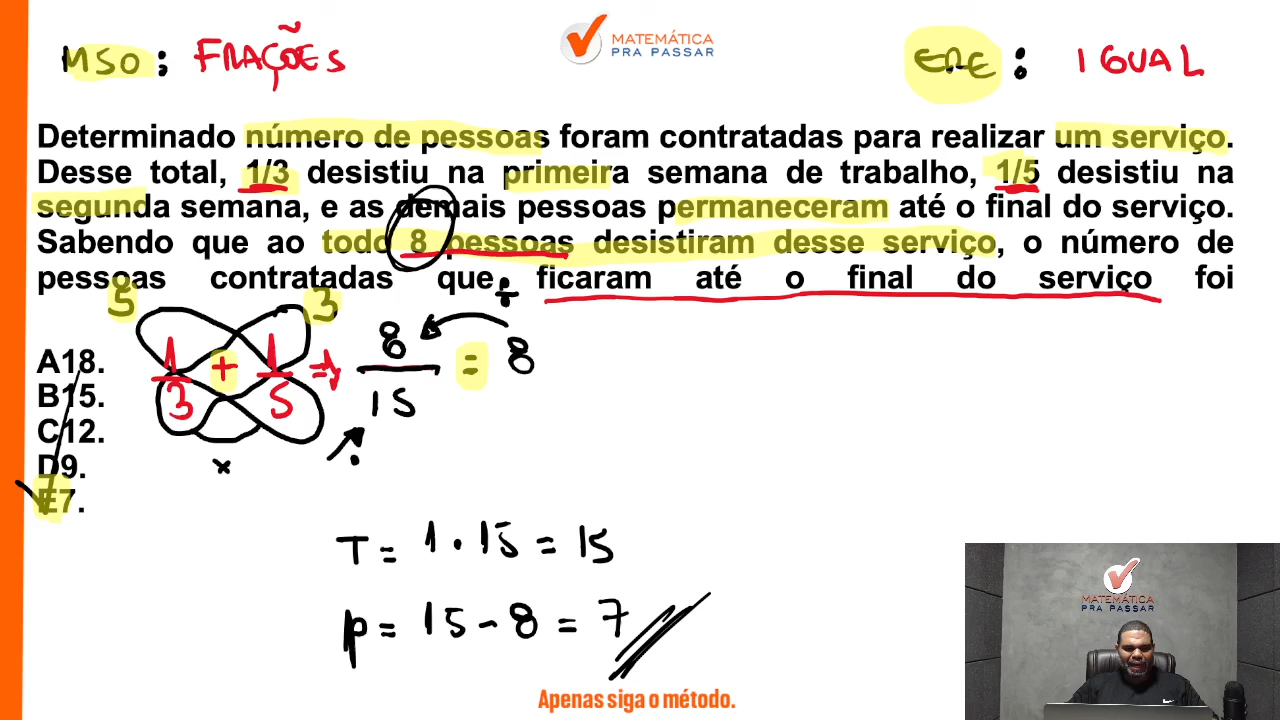 MATEMÁTICA
PRA PASSAR
MSO : FRAÇÕES
ERE : IGUAL
Determinado número de pessoas foram contratadas para realizar um serviço.
Desse total, 1/3 desistiu na primeira semana de trabalho, 1/5 desistiu na
segunda semana, e as demais pessoas permaneceram até o final do serviço.
Sabendo que ao todo 8 pessoas desistiram desse serviço, o número de
pessoas contratadas que ficaram até o final do serviço foi
5 3 ÷
1/3 + 1/5 ⇒ 8/15 = 8
×
A18.
B15.
C12.
D9.
E7.
T = 1 . 15 = 15
P = 15 - 8 = 7
MATEMÁTICA
PRA PASSAR
Apenas siga o método.